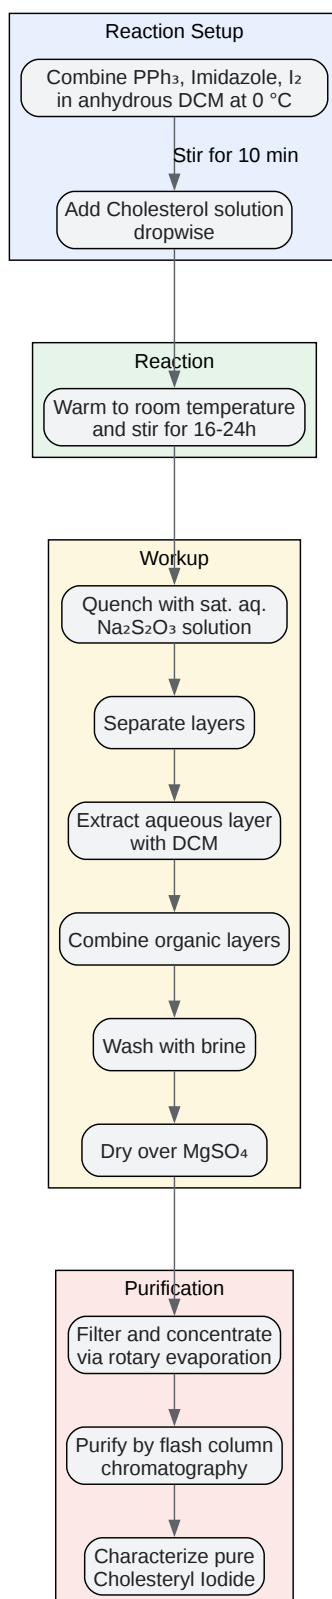 Reaction Setup
Combine PPh₃, Imidazole, I₂
in anhydrous DCM at 0 °C
Stir for 10 min
Add Cholesterol solution
dropwise
Reaction
Warm to room temperature
and stir for 16-24h
Workup
Quench with sat. aq.
Na₂S₂O₃ solution
Separate layers
Extract aqueous layer
with DCM
Combine organic layers
Wash with brine
Dry over MgSO₄
Purification
Filter and concentrate
via rotary evaporation
Purify by flash column
chromatography
Characterize pure
Cholesteryl Iodide